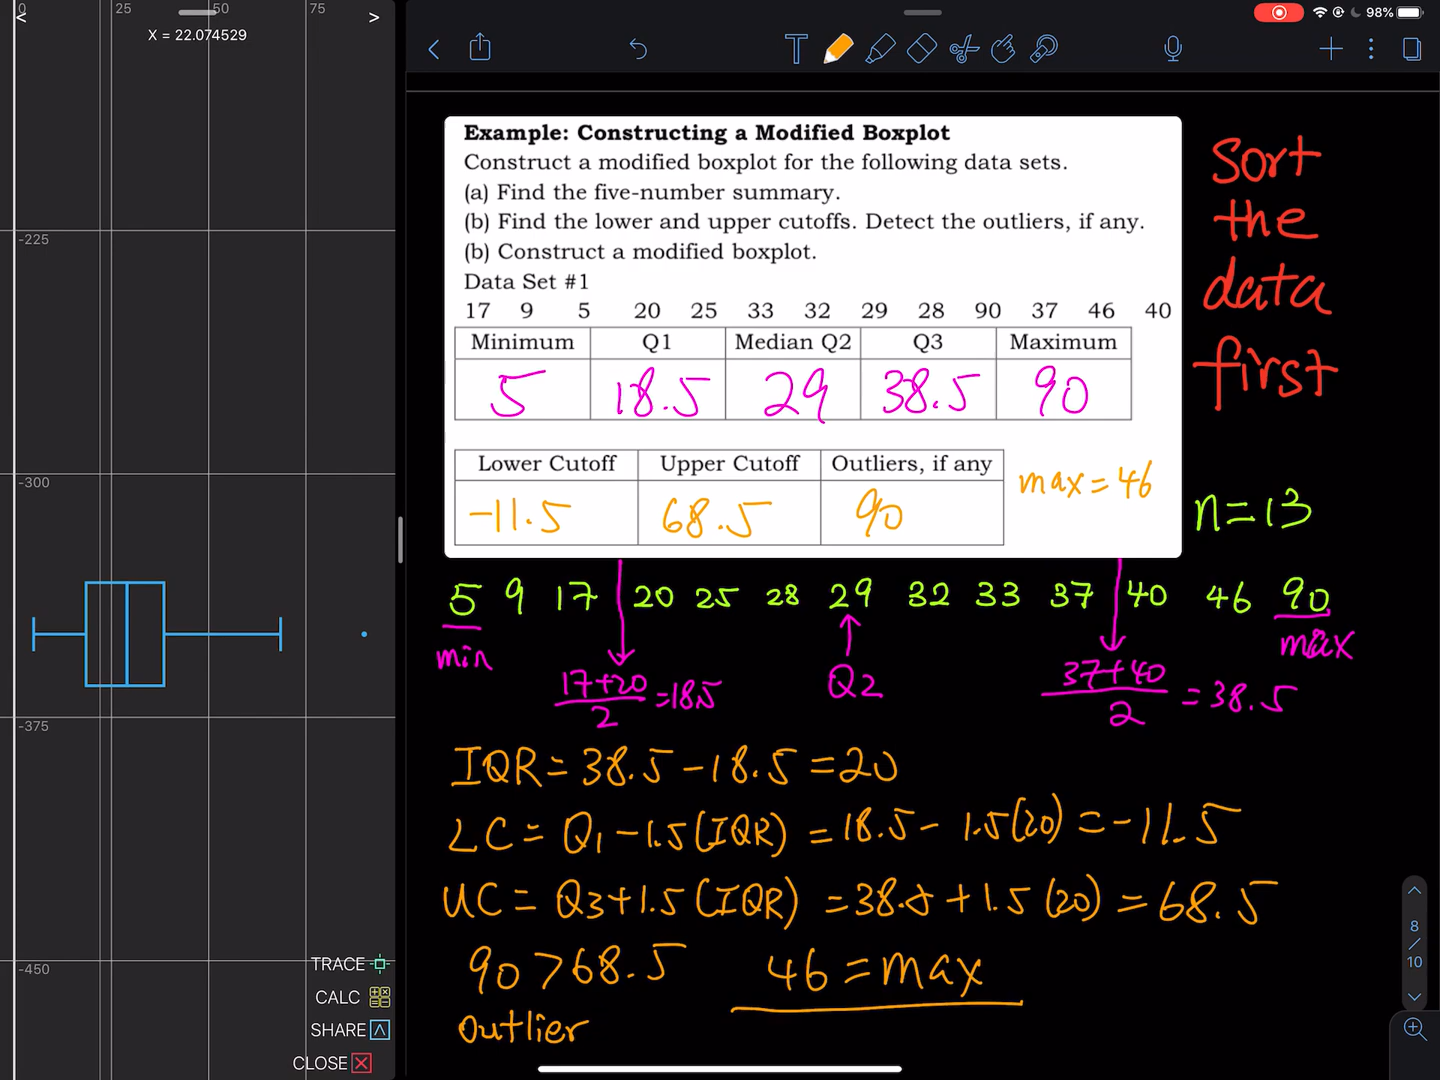 0 25 50 75
< >
X = 22.074529
-225
-300
-375
-450
TRACE
CALC
SHARE
CLOSE
98%
T
Example: Constructing a Modified Boxplot
Construct a modified boxplot for the following data sets.
(a) Find the five-number summary.
(b) Find the lower and upper cutoffs. Detect the outliers, if any.
(b) Construct a modified boxplot.
Data Set #1
17 9 5 20 25 33 32 29 28 90 37 46 40
Minimum Q1 Median Q2 Q3 Maximum
5 18.5 29 38.5 90
Lower Cutoff Upper Cutoff Outliers, if any
-11.5 68.5 90
max = 46
Sort
the
data
first
n=13
5 9 17 20 25 28 29 32 33 37 40 46 90
min Q2 max
17+20/2 =18.5
37+40/2 = 38.5
IQR = 38.5 - 18.5 = 20
LC = Q1 - 1.5(IQR) = 18.5 - 1.5(20) = -11.5
UC = Q3 + 1.5(IQR) = 38.5 + 1.5(20) = 68.5
90 > 68.5 46 = max
outlier
8
/
10